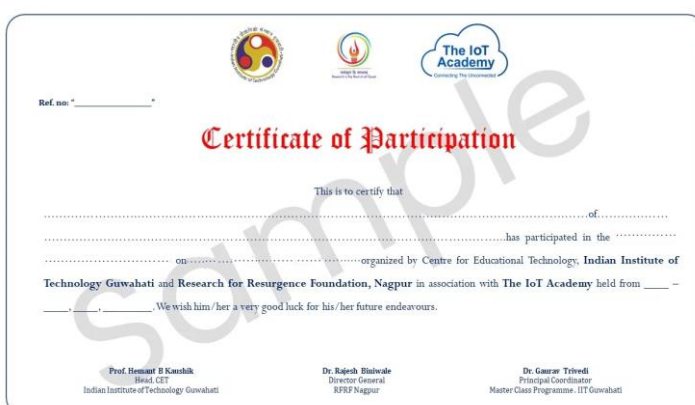 The IoT
Academy
Connecting The Unconnected
Ref. no: "____________________"
Certificate of Participation
This is to certify that
........................................................................................................................................of..................
....................................................................................................................has participated in the ...............
............................... on............................................organized by Centre for Educational Technology, Indian Institute of
Technology Guwahati and Research for Resurgence Foundation, Nagpur in association with The IoT Academy held from _____ –
_____, _____, __________. We wish him/her a very good luck for his/her future endeavours.
Sample
Prof. Hemant B Kaushik
Head, CET
Indian Institute of Technology Guwahati
Dr. Rajesh Biniwale
Director General
RFRF Nagpur
Dr. Gaurav Trivedi
Principal Coordinator
Master Class Programme, IIT Guwahati